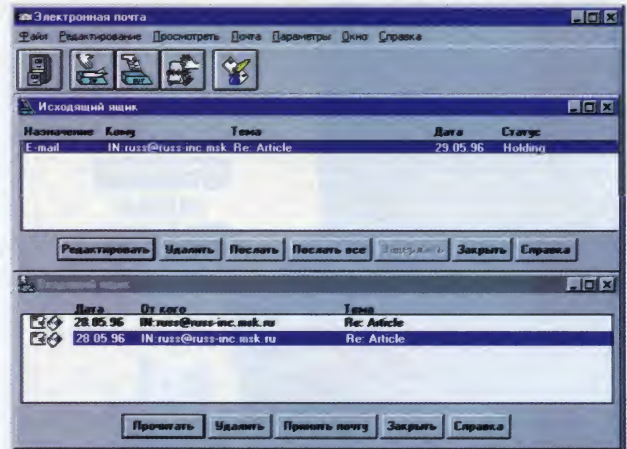 Электронная почта
Файл Редактирование Просмотреть Почта Параметры Окно Справка
Исходящий ящик
Назначение Кому Тема Дата Статус
E-mail IN:russ@russ-inc.msk Re: Article 29.05.96 Holding
Редактировать Удалить Послать Послать все Задержать Закрыть Справка
Входящий ящик
Дата От кого Тема
28.05.96 IN:russ@russ-inc.msk.ru Re: Article
28.05.96 IN:russ@russ-inc.msk.ru Re: Article
Прочитать Удалить Принять почту Закрыть Справка